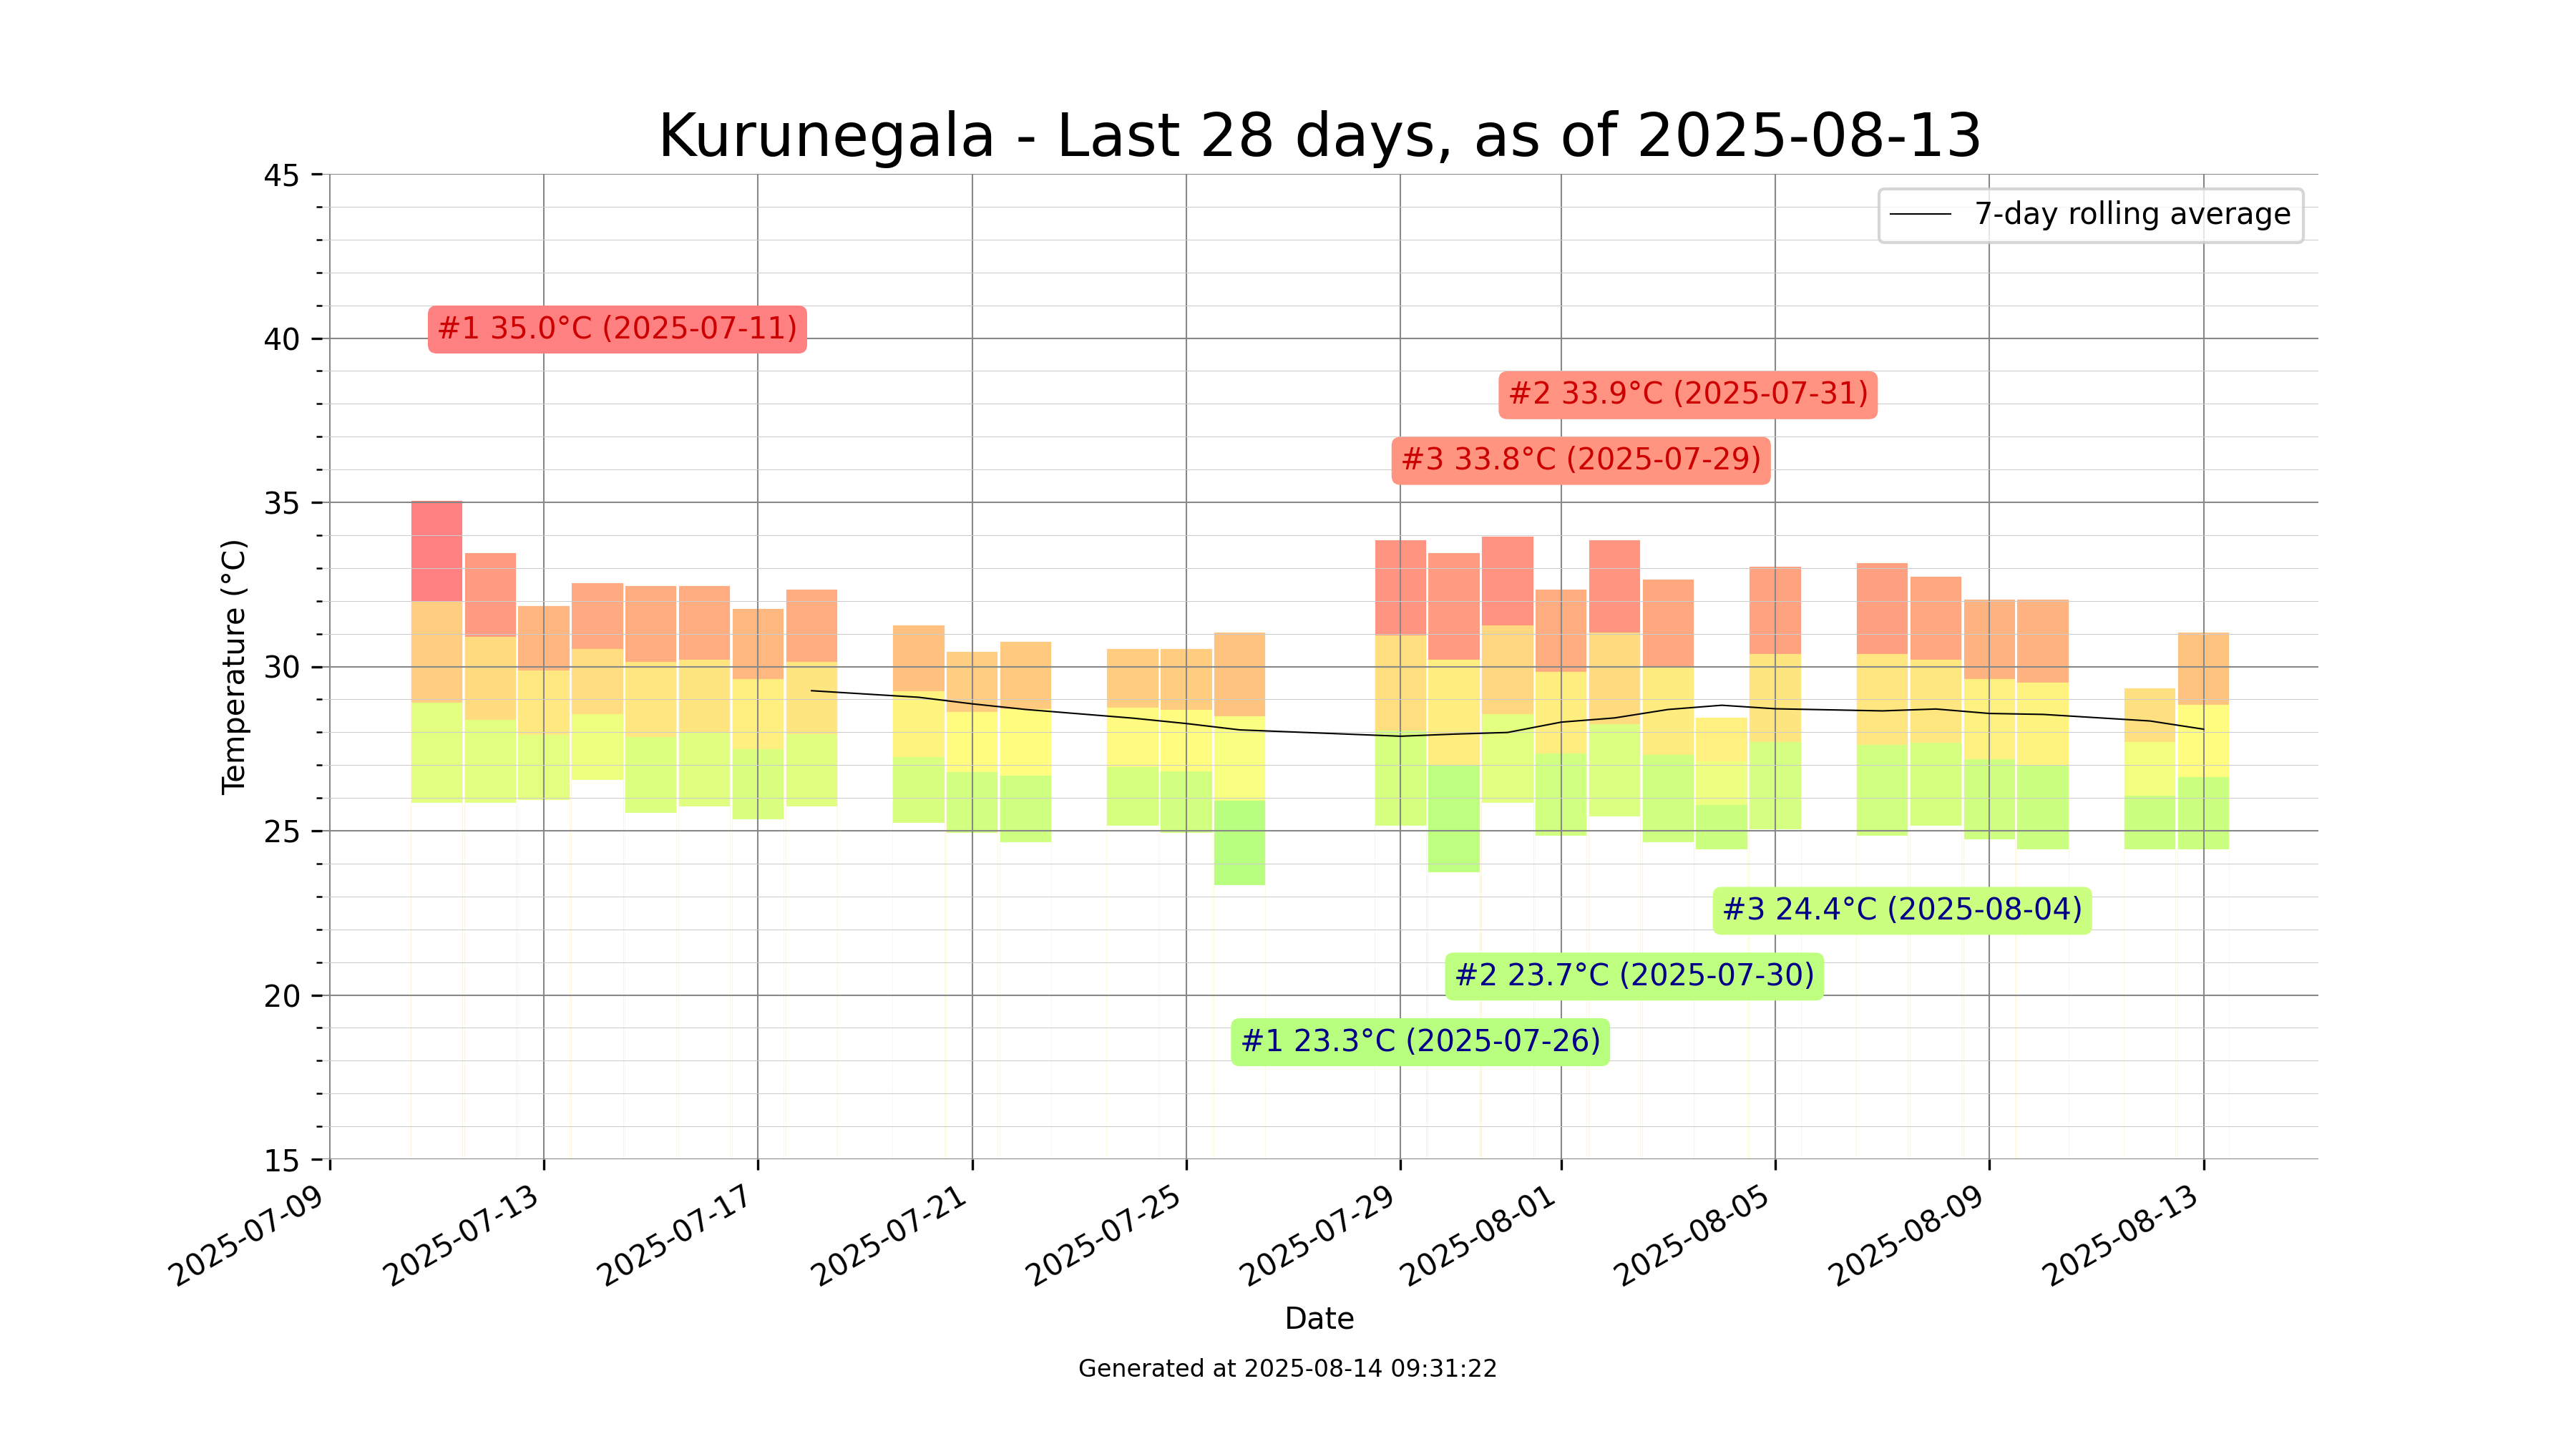 Kurunegala - Last 28 days, as of 2025-08-13
7-day rolling average
#1 35.0°C (2025-07-11)
#2 33.9°C (2025-07-31)
#3 33.8°C (2025-07-29)
#3 24.4°C (2025-08-04)
#2 23.7°C (2025-07-30)
#1 23.3°C (2025-07-26)
Temperature (°C)
45
40
35
30
25
20
15
2025-07-09
2025-07-13
2025-07-17
2025-07-21
2025-07-25
2025-07-29
2025-08-01
2025-08-05
2025-08-09
2025-08-13
Date
Generated at 2025-08-14 09:31:22